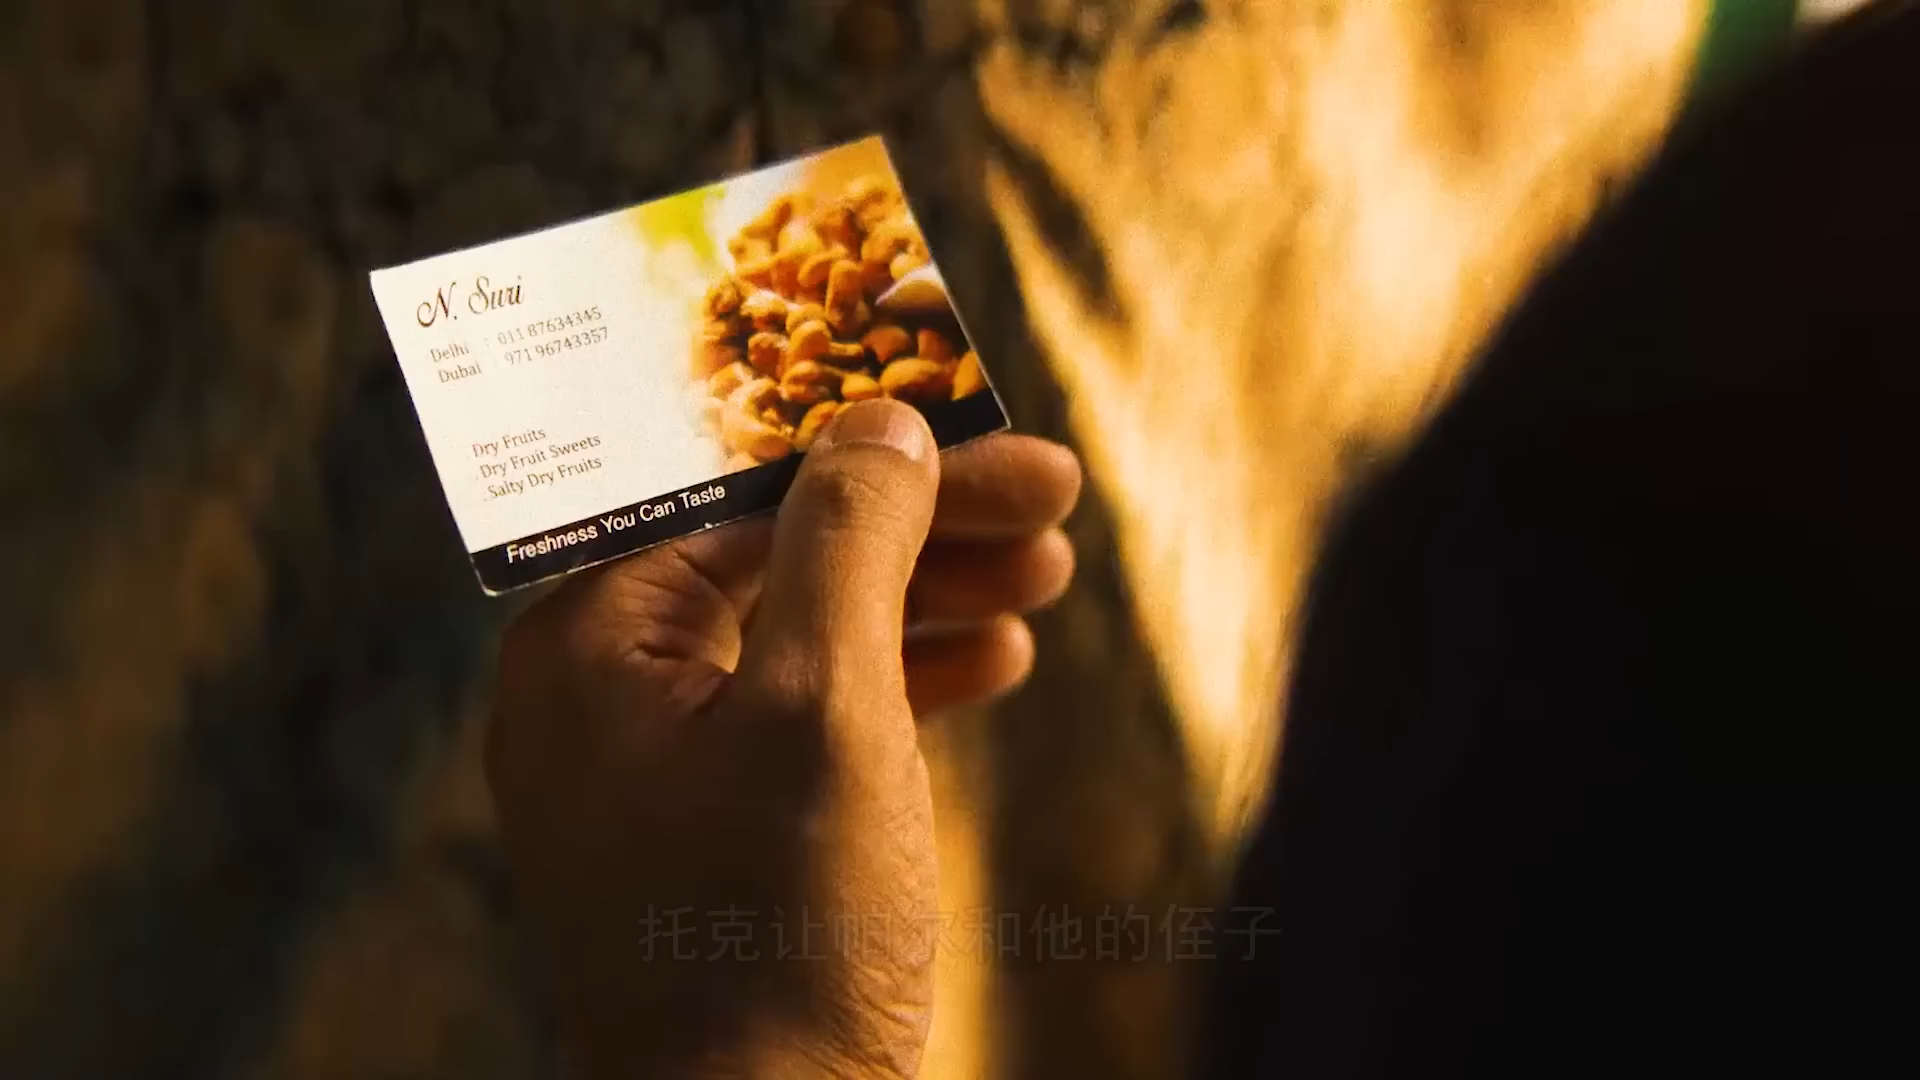 N. Suri
Delhi : 011 87634345
Dubai : 971 96743357
. Dry Fruits
. Dry Fruit Sweets
. Salty Dry Fruits
Freshness You Can Taste
托克让帕尔和他的侄子